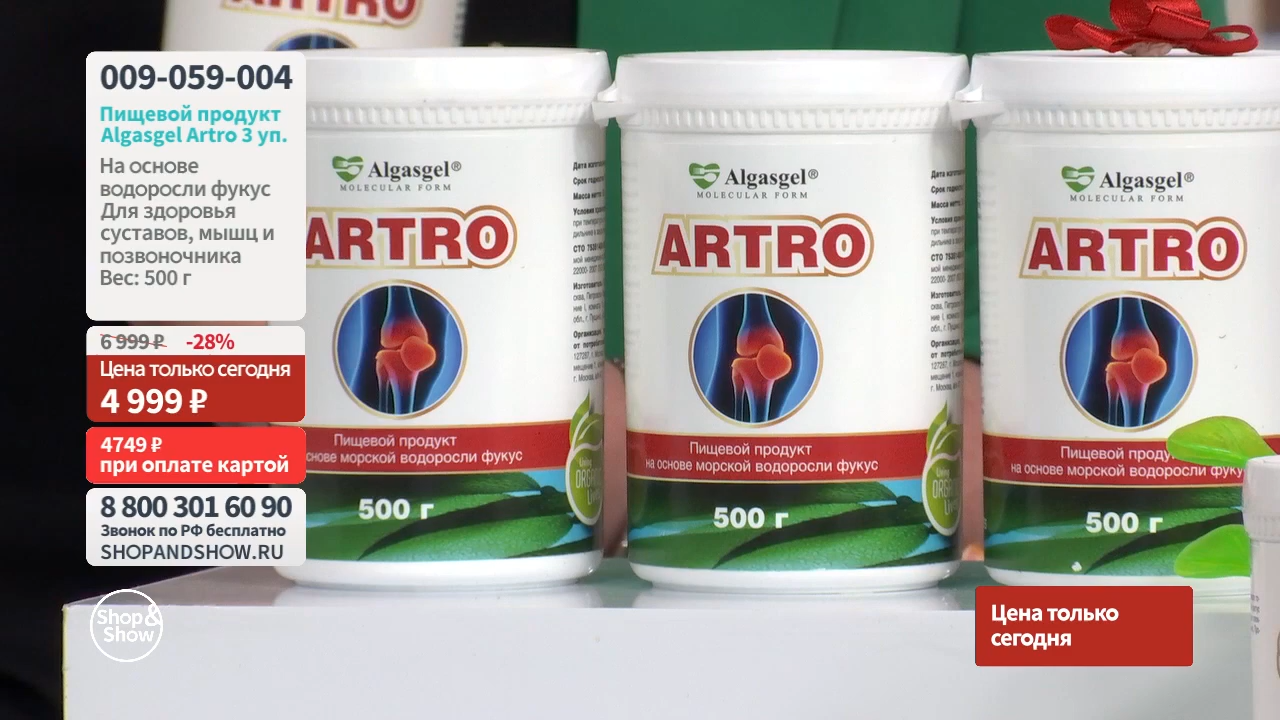 ARTRO
009-059-004
Пищевой продукт
Algasgel Artro 3 уп.
На основе
водоросли фукус
Для здоровья
суставов, мышц и
позвоночника
Вес: 500 г
6 999 ₽ -28%
Цена только сегодня
4 999 ₽
4749 ₽
при оплате картой
8 800 301 60 90
Звонок по РФ бесплатно
SHOPANDSHOW.RU
Shop&
Show
Algasgel®
MOLECULAR FORM
ARTRO
Пищевой продукт
основе морской водоросли фукус
500 г
Algasgel®
MOLECULAR FORM
ARTRO
Пищевой продукт
на основе морской водоросли фукус
500 г
Algasgel®
MOLECULAR FORM
ARTRO
Пищевой
на основе морской водоросли
500 г
Цена только
сегодня